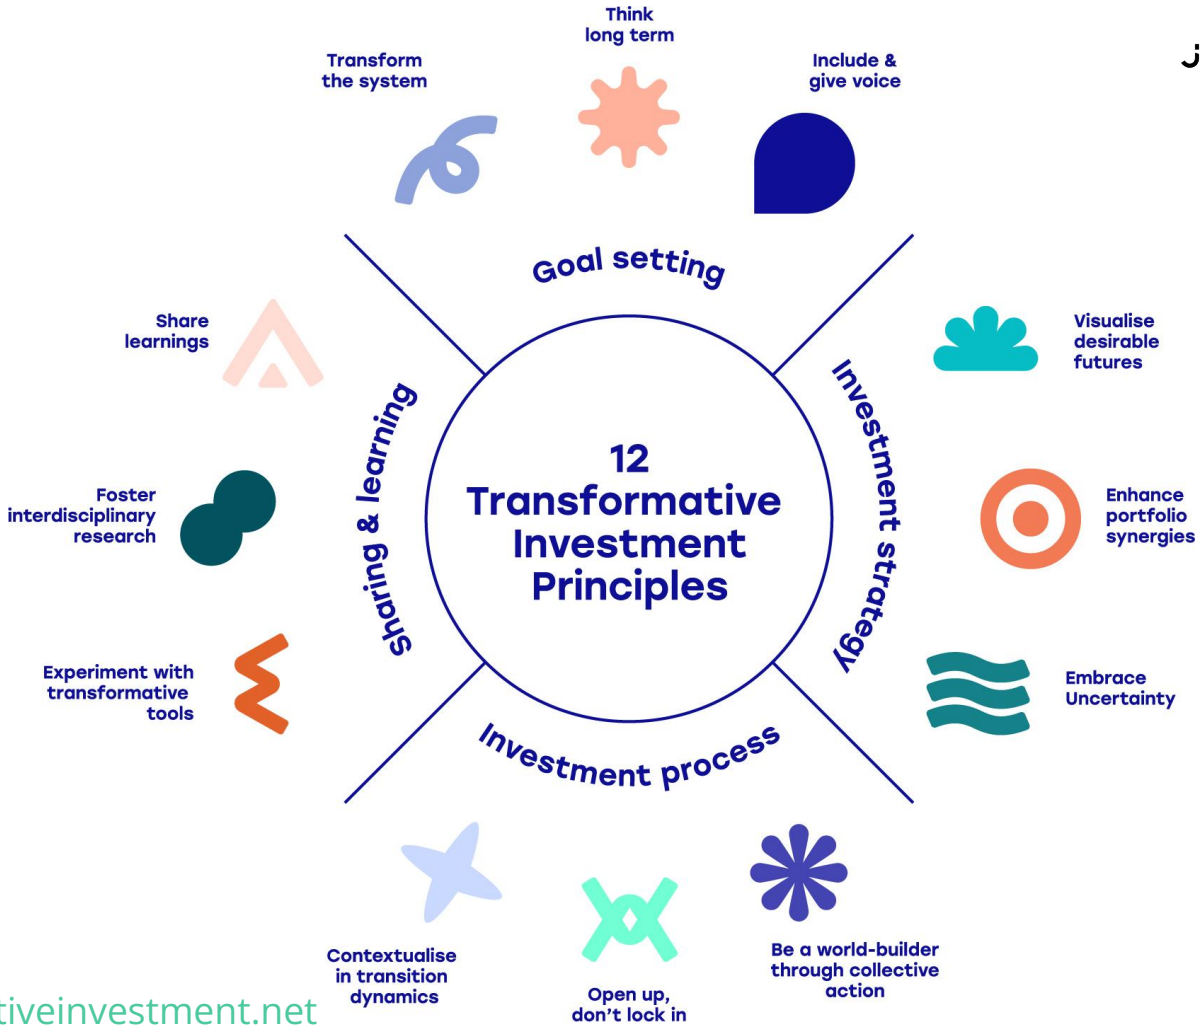 Think
long term
Transform
the system
Include &
give voice
Goal setting
Share
learnings
Visualise
desirable
futures
Sharing & learning
Investment strategy
12
Transformative
Investment
Principles
Foster
interdisciplinary
research
Enhance
portfolio
synergies
Experiment with
transformative
tools
Embrace
Uncertainty
Investment process
Contextualise
in transition
dynamics
Open up,
don't lock in
Be a world-builder
through collective
action
tiveinvestment.net